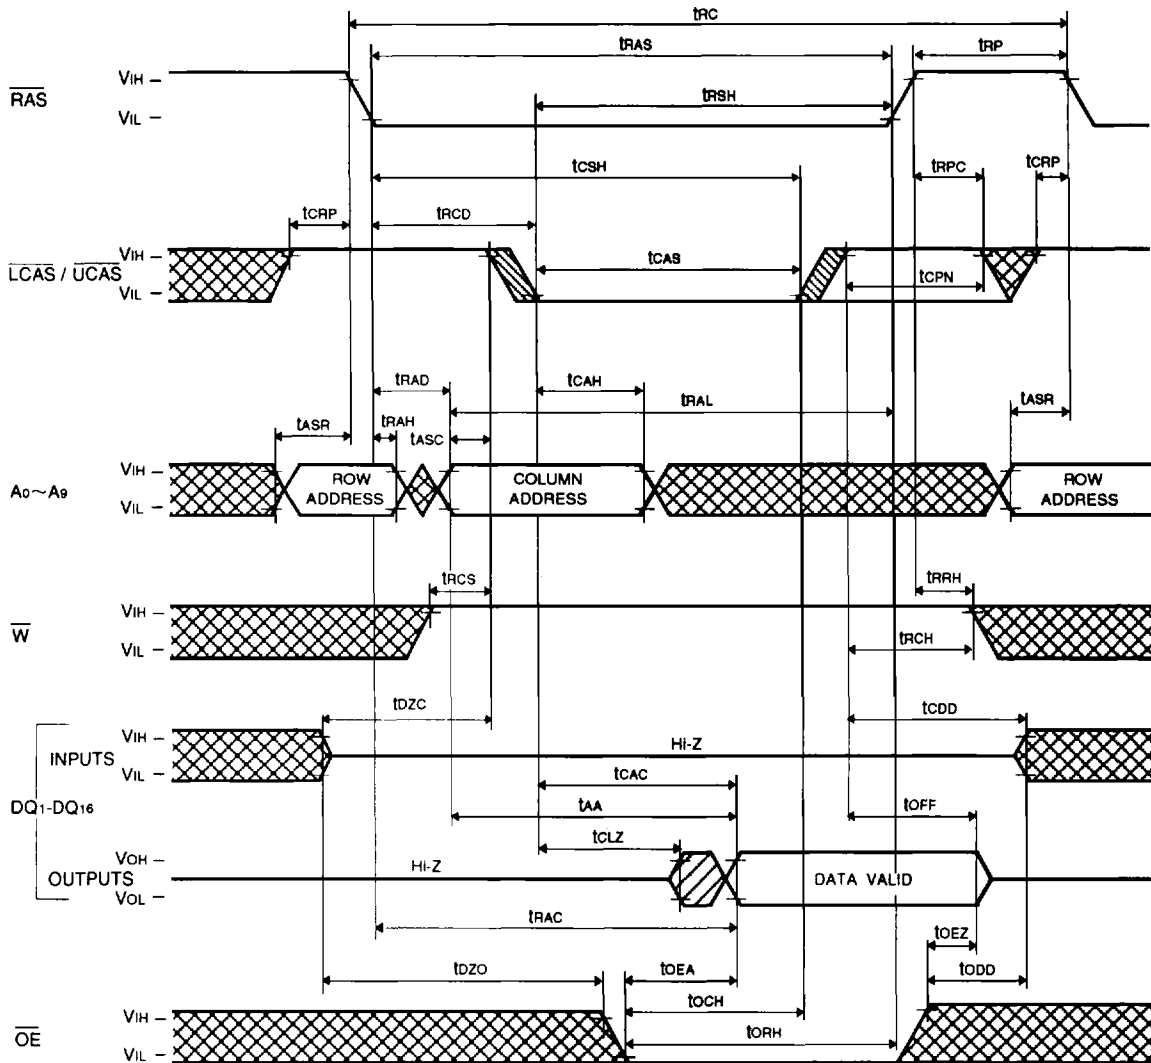 tRC
tRAS tRP
RAS VIH VIL
tRSH
tCSH tRPC tCRP
tCRP tRCD
LCAS / UCAS VIH VIL
tCAS
tCPN
tRAD tCAH
tRAL
tASR tRAH tASC tASR
A0~A9 VIH VIL
ROW ADDRESS
COLUMN ADDRESS
ROW ADDRESS
tRCS tRRH
W VIH VIL
tRCH
tDZC tCDD
DQ1-DQ16
INPUTS VIH VIL
Hi-Z
tCAC
tAA tOFF
tCLZ
OUTPUTS VOH VOL
Hi-Z
DATA VALID
tRAC
tOEZ
tDZO tOEA tODD
tOCH
tORH
OE VIH VIL